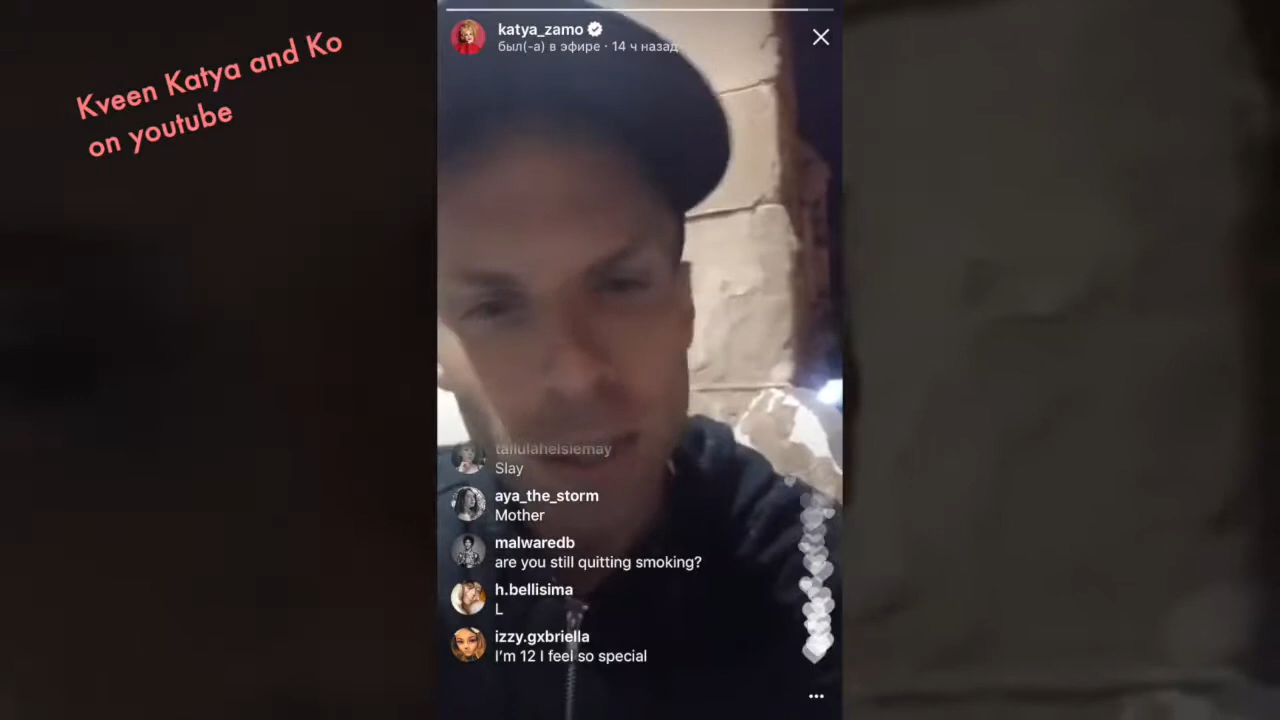 Kveen Katya and Ko
on youtube
katya_zamo
был(-а) в эфире · 14 ч назад
tallulahelsiemay
Slay
aya_the_storm
Mother
malwaredb
are you still quitting smoking?
h.bellisima
L
izzy.gxbriella
I'm 12 I feel so special